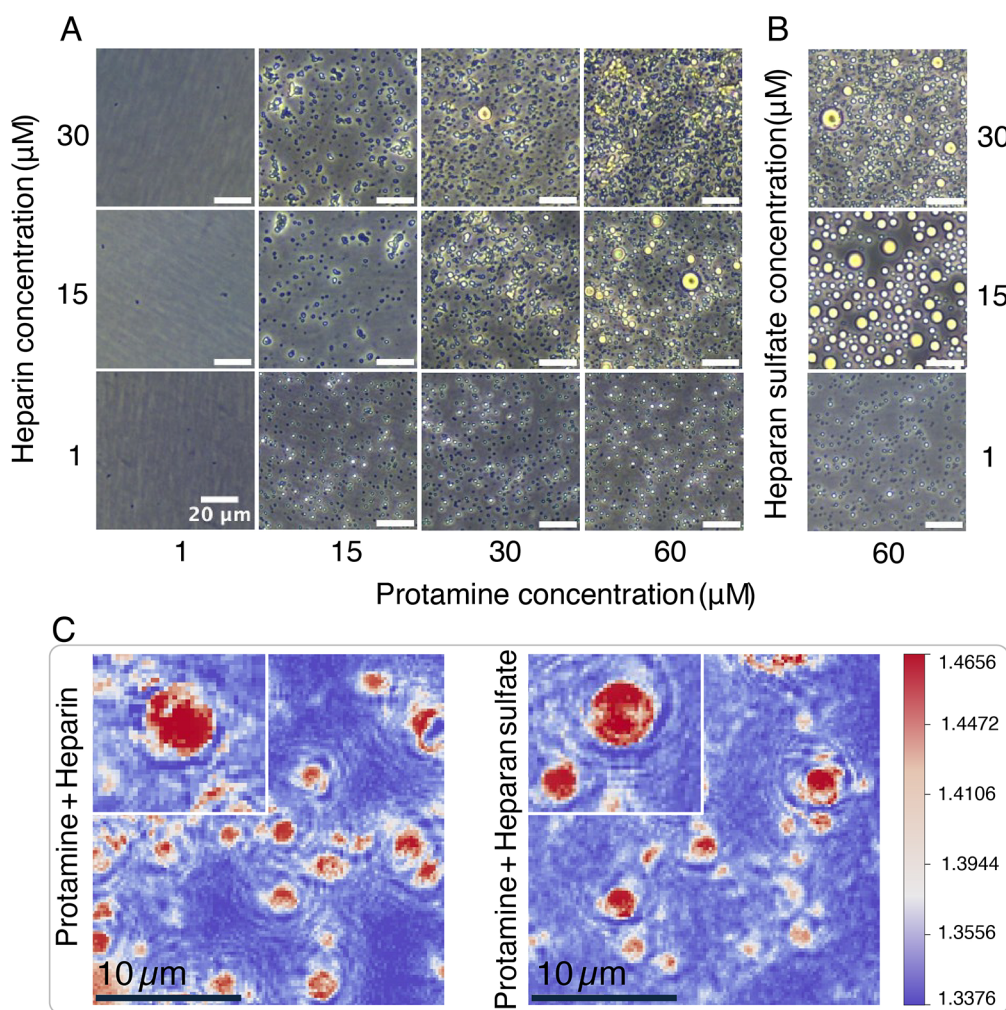 A
B
Heparin concentration (µM)
30
15
1
20 µm
1
15
30
60
Protamine concentration (µM)
Heparan sulfate concentration (µM)
30
15
1
60
C
Protamine + Heparin
10 µm
Protamine + Heparan sulfate
10 µm
1.4656
1.4472
1.4106
1.3944
1.3556
1.3376